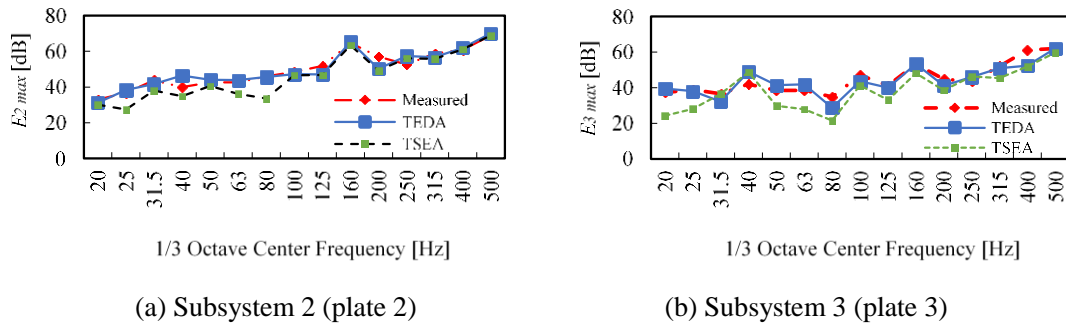 80
60
40
20
0
E2 max [dB]
Measured
TEDA
TSEA
20 25 31.5 40 50 63 80 100 125 160 200 250 315 400 500
1/3 Octave Center Frequency [Hz]
(a) Subsystem 2 (plate 2)
80
60
40
20
0
E3 max [dB]
Measured
TEDA
TSEA
20 25 31.5 40 50 63 80 100 125 160 200 250 315 400 500
1/3 Octave Center Frequency [Hz]
(b) Subsystem 3 (plate 3)